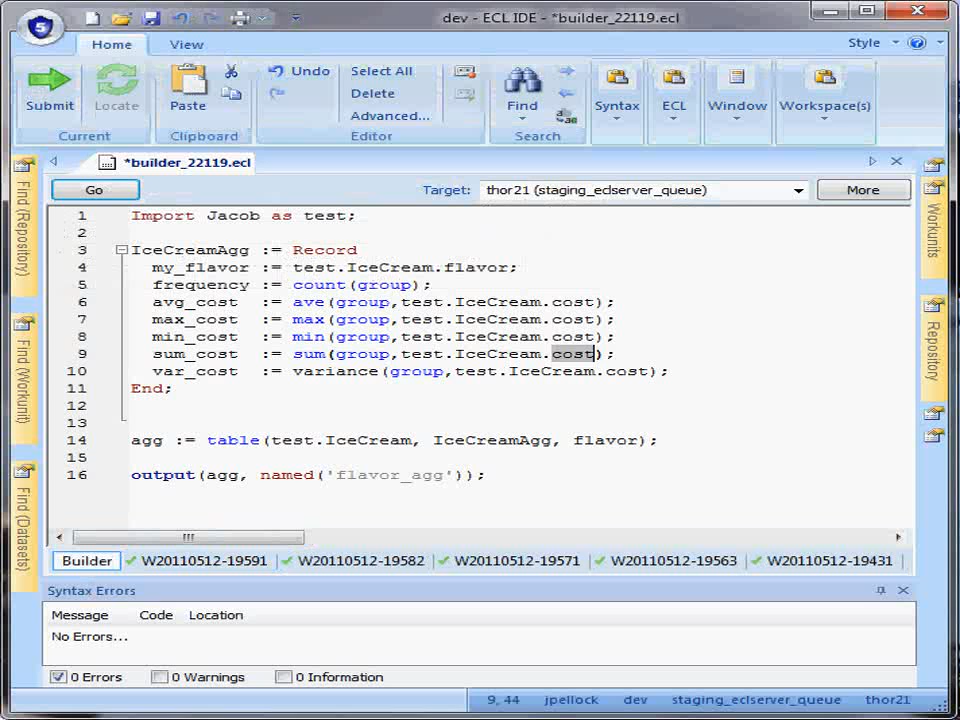 dev - ECL IDE - *builder_22119.ecl
5
Home View Style
Submit Locate Paste Undo Select All Find Syntax ECL Window Workspace(s)
Delete
Advanced...
Current Clipboard Editor Search
*builder_22119.ecl
Go Target: thor21 (staging_eclserver_queue) More
1 Import Jacob as test;
2
3 IceCreamAgg := Record
4 my_flavor := test.IceCream.flavor;
5 frequency := count(group);
6 avg_cost := ave(group,test.IceCream.cost);
7 max_cost := max(group,test.IceCream.cost);
8 min_cost := min(group,test.IceCream.cost);
9 sum_cost := sum(group,test.IceCream.cost);
10 var_cost := variance(group,test.IceCream.cost);
11 End;
12
13
14 agg := table(test.IceCream, IceCreamAgg, flavor);
15
16 output(agg, named('flavor_agg'));
Find (Repository)
Find (Workunit)
Find (Datasets)
Workunits
Repository
Builder W20110512-19591 W20110512-19582 W20110512-19571 W20110512-19563 W20110512-19431
Syntax Errors
Message Code Location
No Errors...
0 Errors 0 Warnings 0 Information
9, 44 jpellock dev staging_eclserver_queue thor21